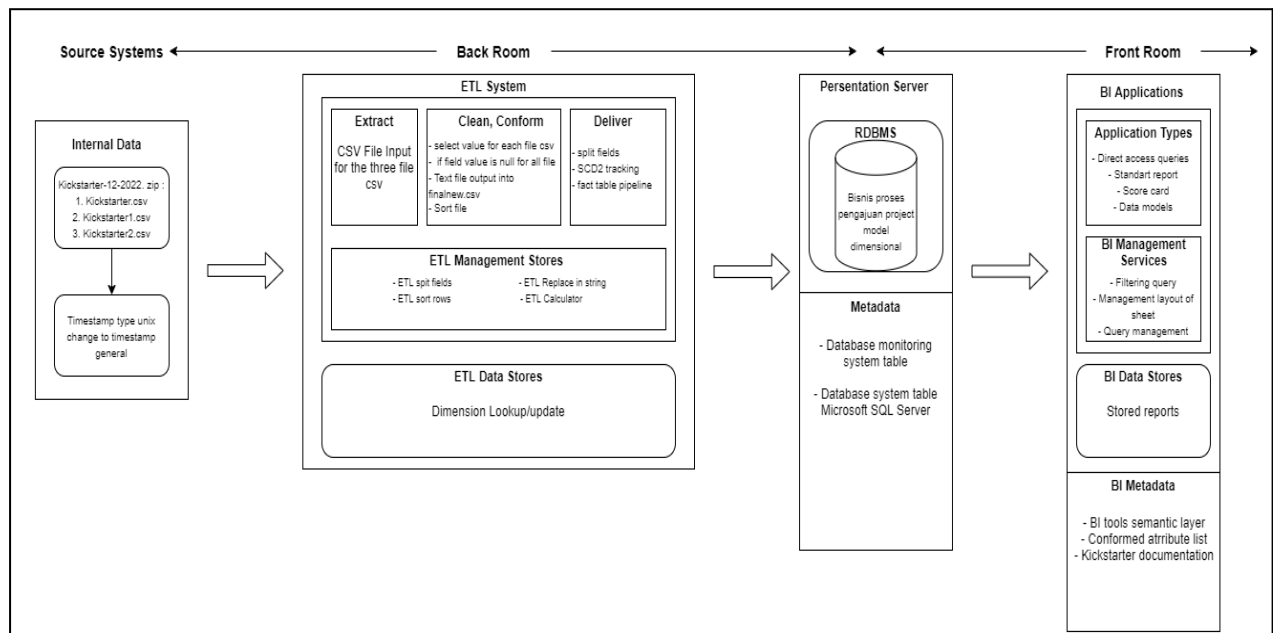 Source Systems
Back Room
Front Room
Internal Data
Kickstarter-12-2022. zip :
1. Kickstarter.csv
2. Kickstarter1.csv
3. Kickstarter2.csv
Timestamp type unix
change to timestamp
general
ETL System
Extract
CSV File Input
for the three file
csv
Clean, Conform
- select value for each file csv
- if field value is null for all file
- Text file output into
finalnew.csv
- Sort file
Deliver
- split fields
- SCD2 tracking
- fact table pipeline
ETL Management Stores
- ETL spit fields
- ETL Replace in string
- ETL sort rows
- ETL Calculator
ETL Data Stores
Dimension Lookup/update
Persentation Server
RDBMS
Bisnis proses
pengajuan project
model
dimensional
Metadata
- Database monitoring
system table
- Database system table
Microsoft SQL Server
BI Applications
Application Types
- Direct access queries
- Standart report
- Score card
- Data models
BI Management
Services
- Filtering query
- Management layout of
sheet
- Query management
BI Data Stores
Stored reports
BI Metadata
- BI tools semantic layer
- Conformed atrribute list
- Kickstarter documentation